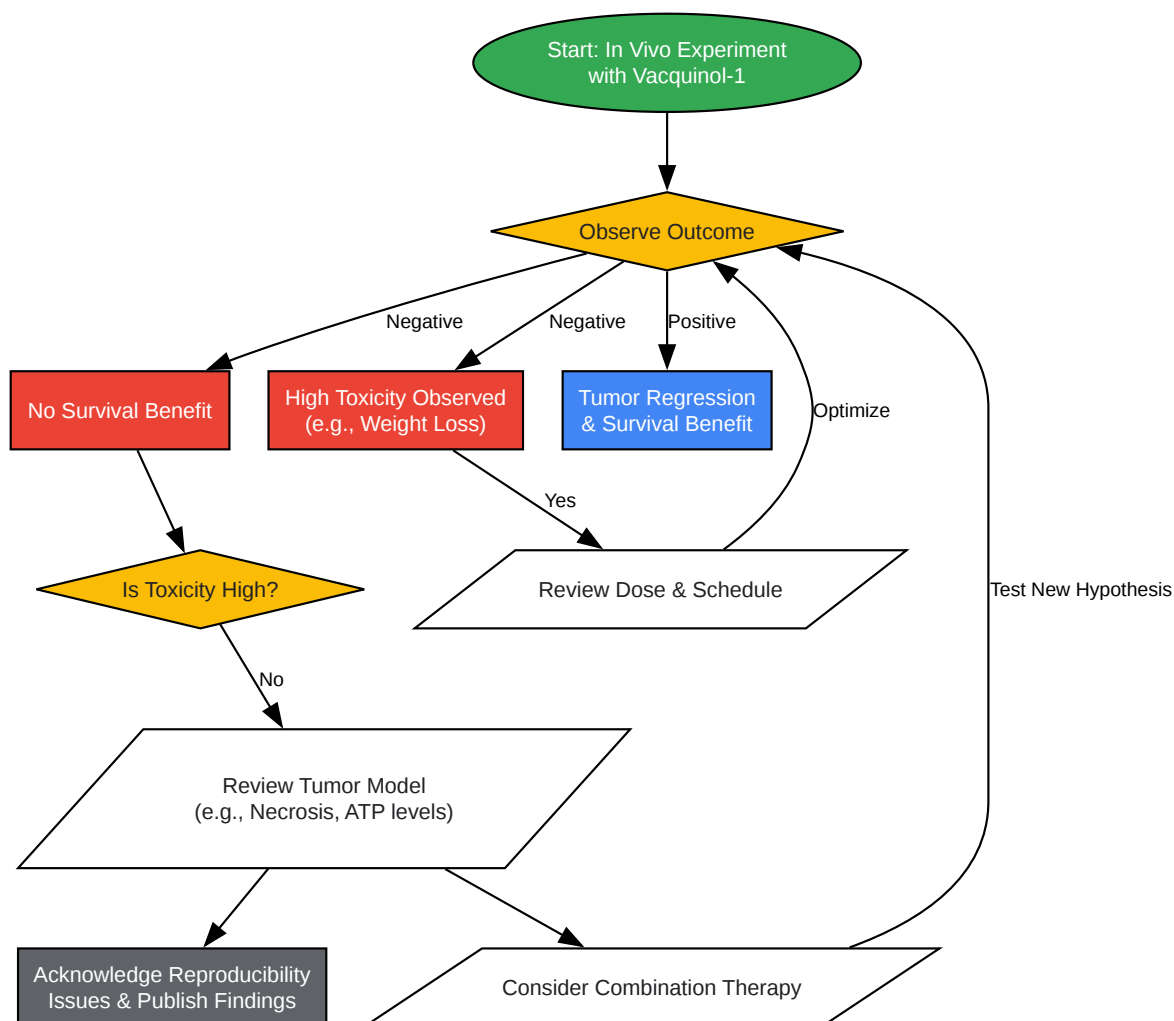 Start: In Vivo Experiment
with Vacquinol-1
Observe Outcome
Negative
Negative
Positive
No Survival Benefit
High Toxicity Observed
(e.g., Weight Loss)
Tumor Regression
& Survival Benefit
Optimize
Yes
Is Toxicity High?
Review Dose & Schedule
Test New Hypothesis
No
Review Tumor Model
(e.g., Necrosis, ATP levels)
Acknowledge Reproducibility
Issues & Publish Findings
Consider Combination Therapy